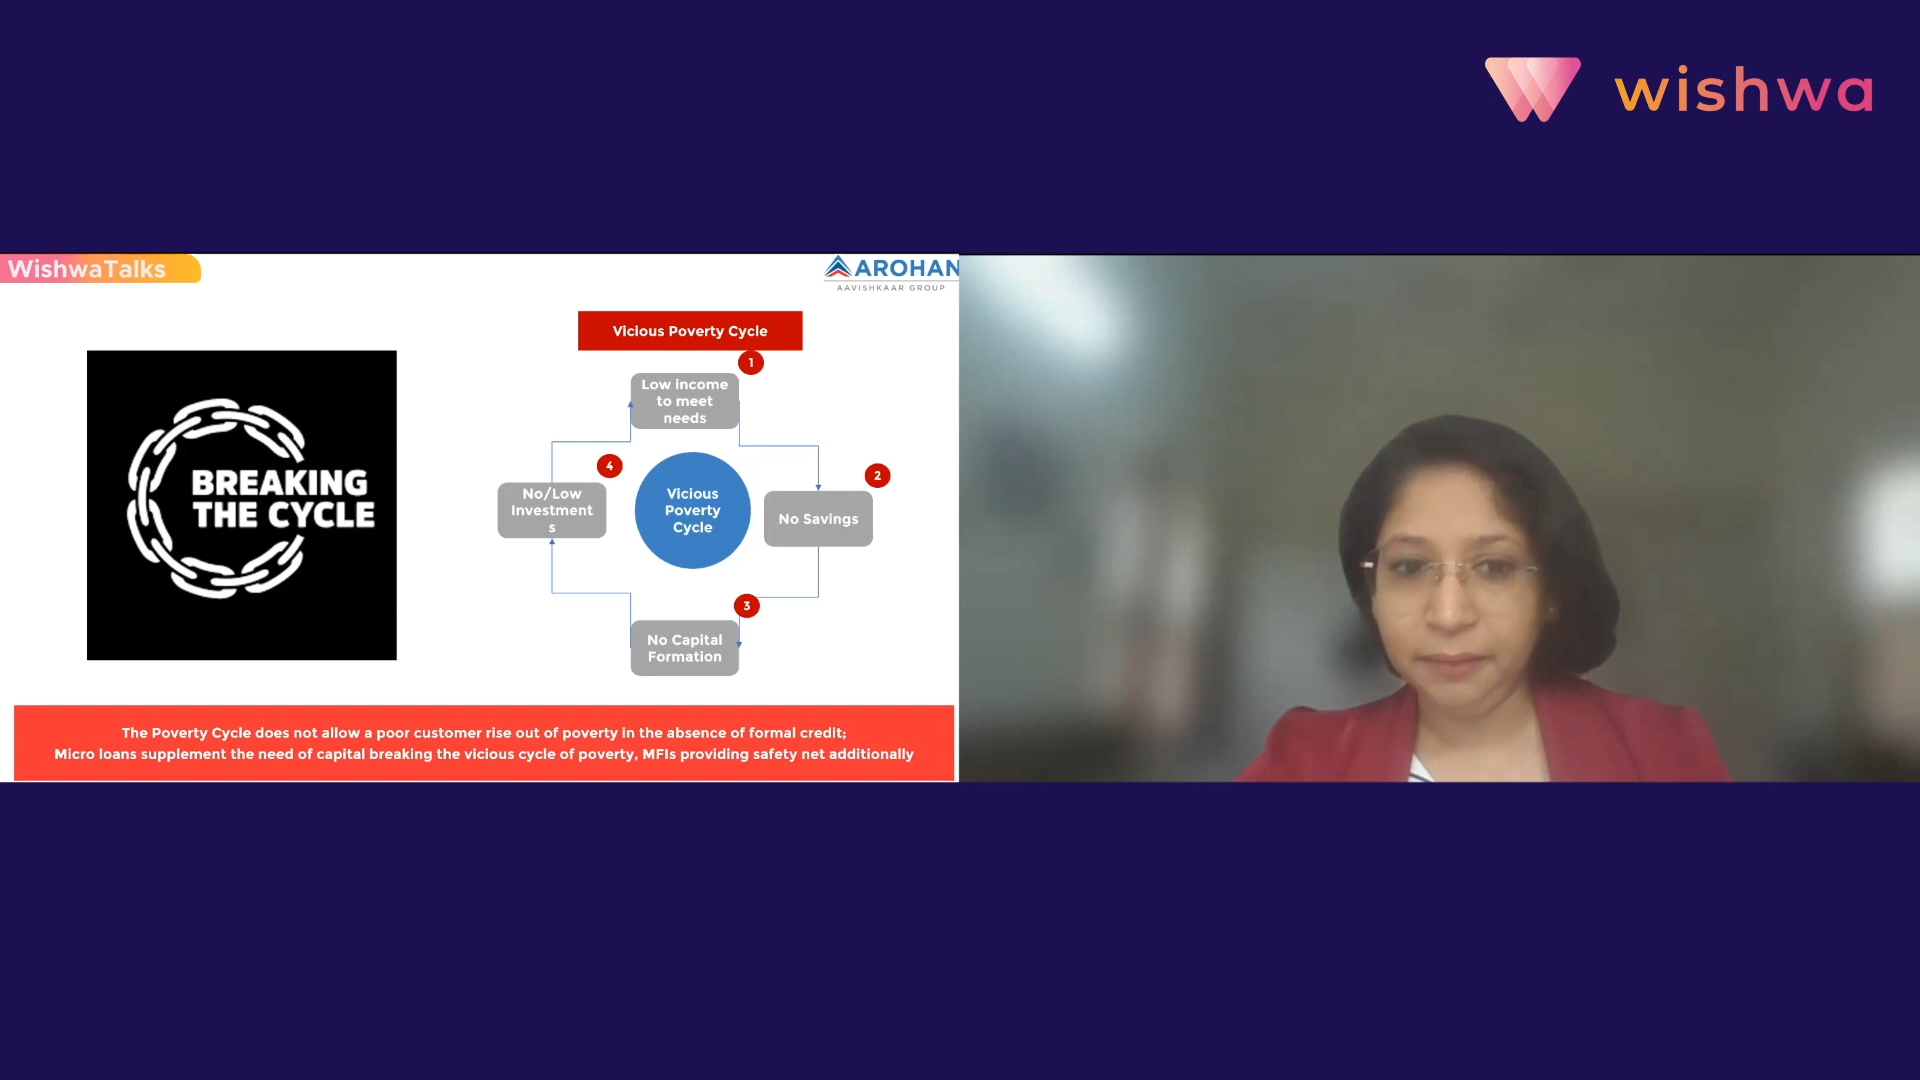 wishwa
WishwaTalks
AROHAN
AAVISHKAAR GROUP
Vicious Poverty Cycle
1
Low income
to meet
needs
4
2
No/Low
Investment
s
Vicious
Poverty
Cycle
No Savings
BREAKING
THE CYCLE
3
No Capital
Formation
The Poverty Cycle does not allow a poor customer rise out of poverty in the absence of formal credit;
Micro loans supplement the need of capital breaking the vicious cycle of poverty, MFIs providing safety net additionally